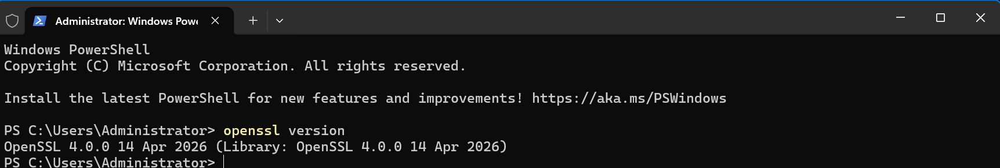 Administrator: Windows Powe
Windows PowerShell
Copyright (C) Microsoft Corporation. All rights reserved.
Install the latest PowerShell for new features and improvements! https://aka.ms/PSWindows
PS C:\Users\Administrator> openssl version
OpenSSL 4.0.0 14 Apr 2026 (Library: OpenSSL 4.0.0 14 Apr 2026)
PS C:\Users\Administrator>